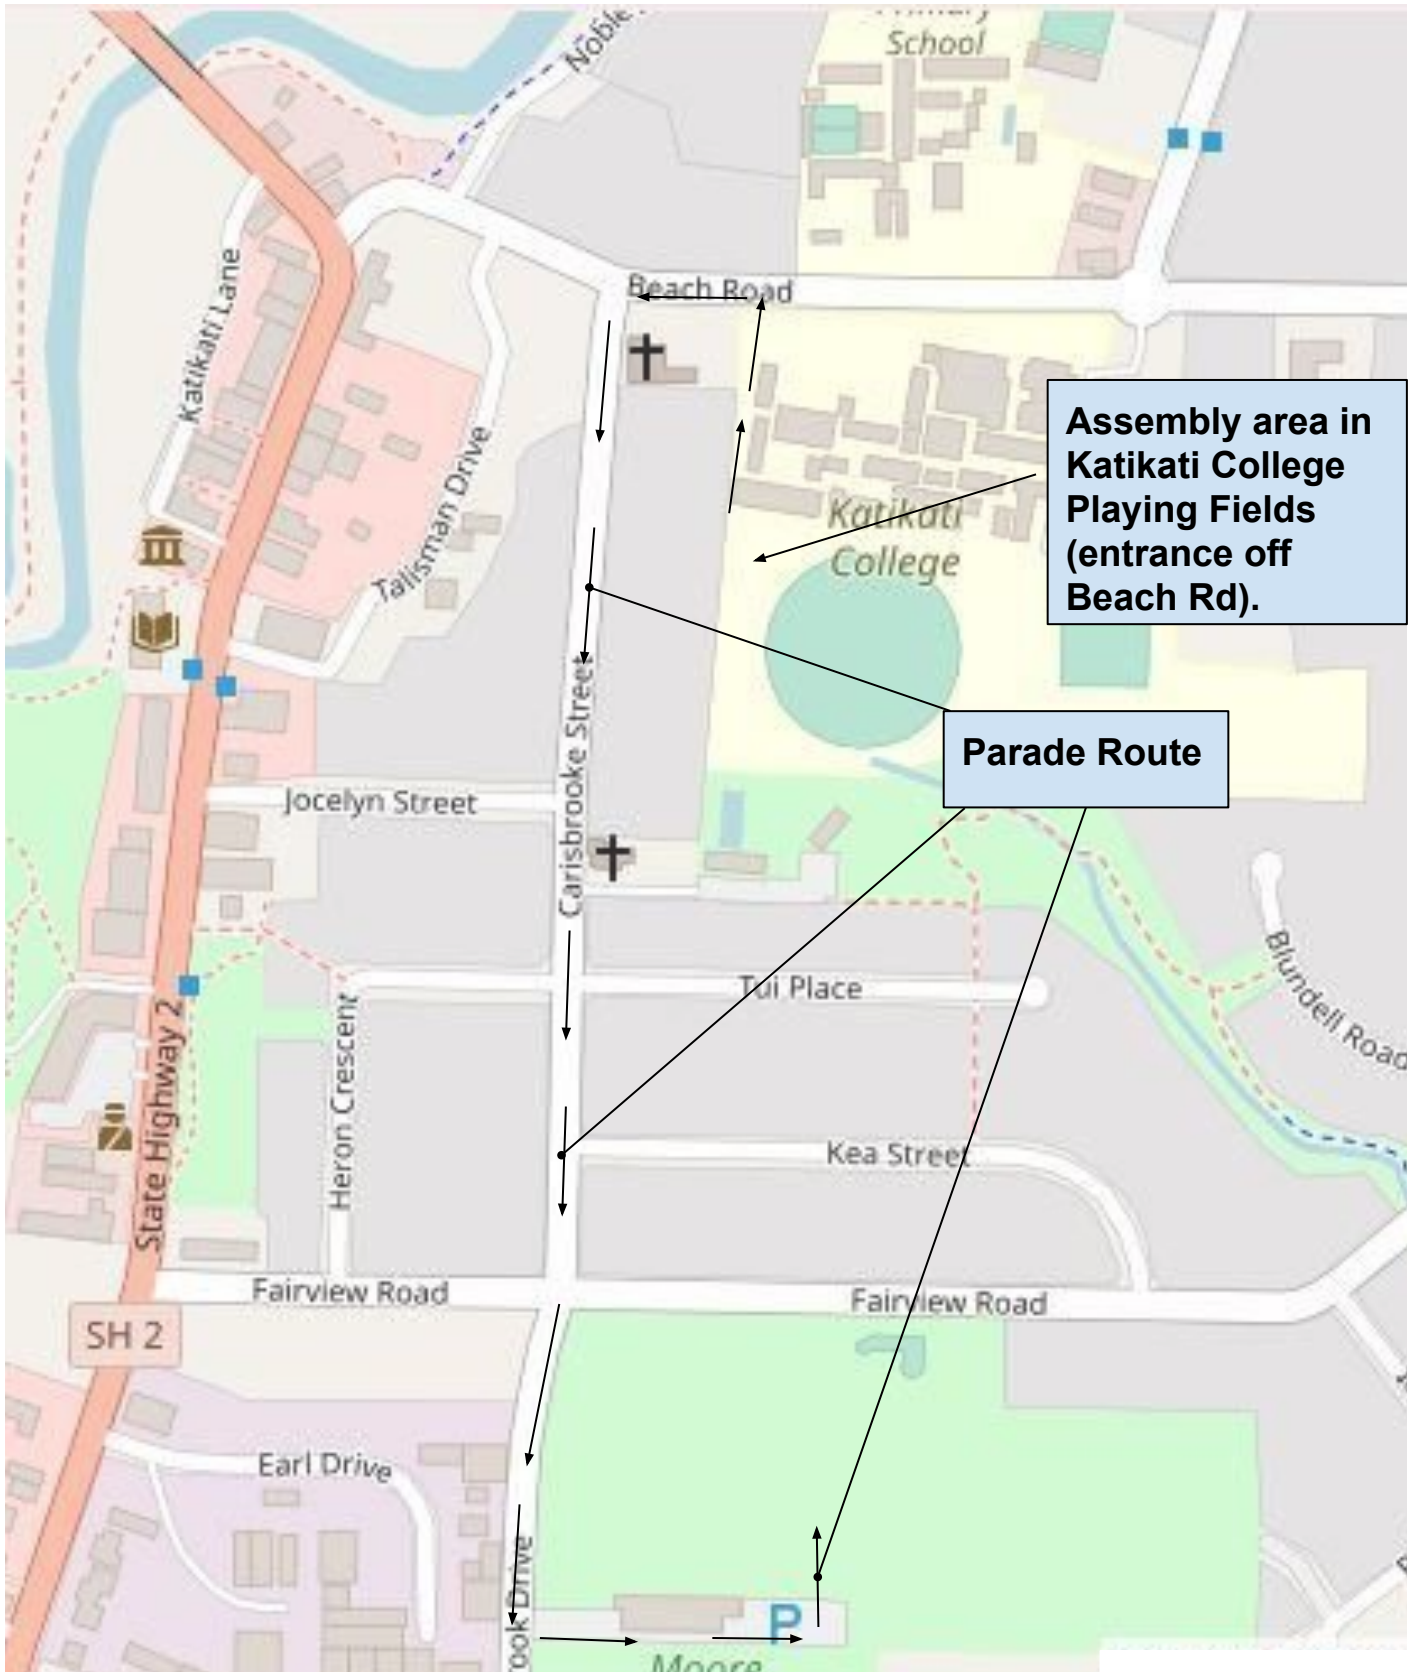 Noble
School
Beach Road
Katikati Lane
Assembly area in
Katikati College
Playing Fields
(entrance off
Beach Rd).
Talisman Drive
Katikati
College
Carisbrooke Street
Parade Route
Jocelyn Street
Tui Place
Blundell Road
Heron Crescent
State Highway 2
Kea Street
Fairview Road
Fairview Road
SH 2
Earl Drive
ook Drive
P
Moore